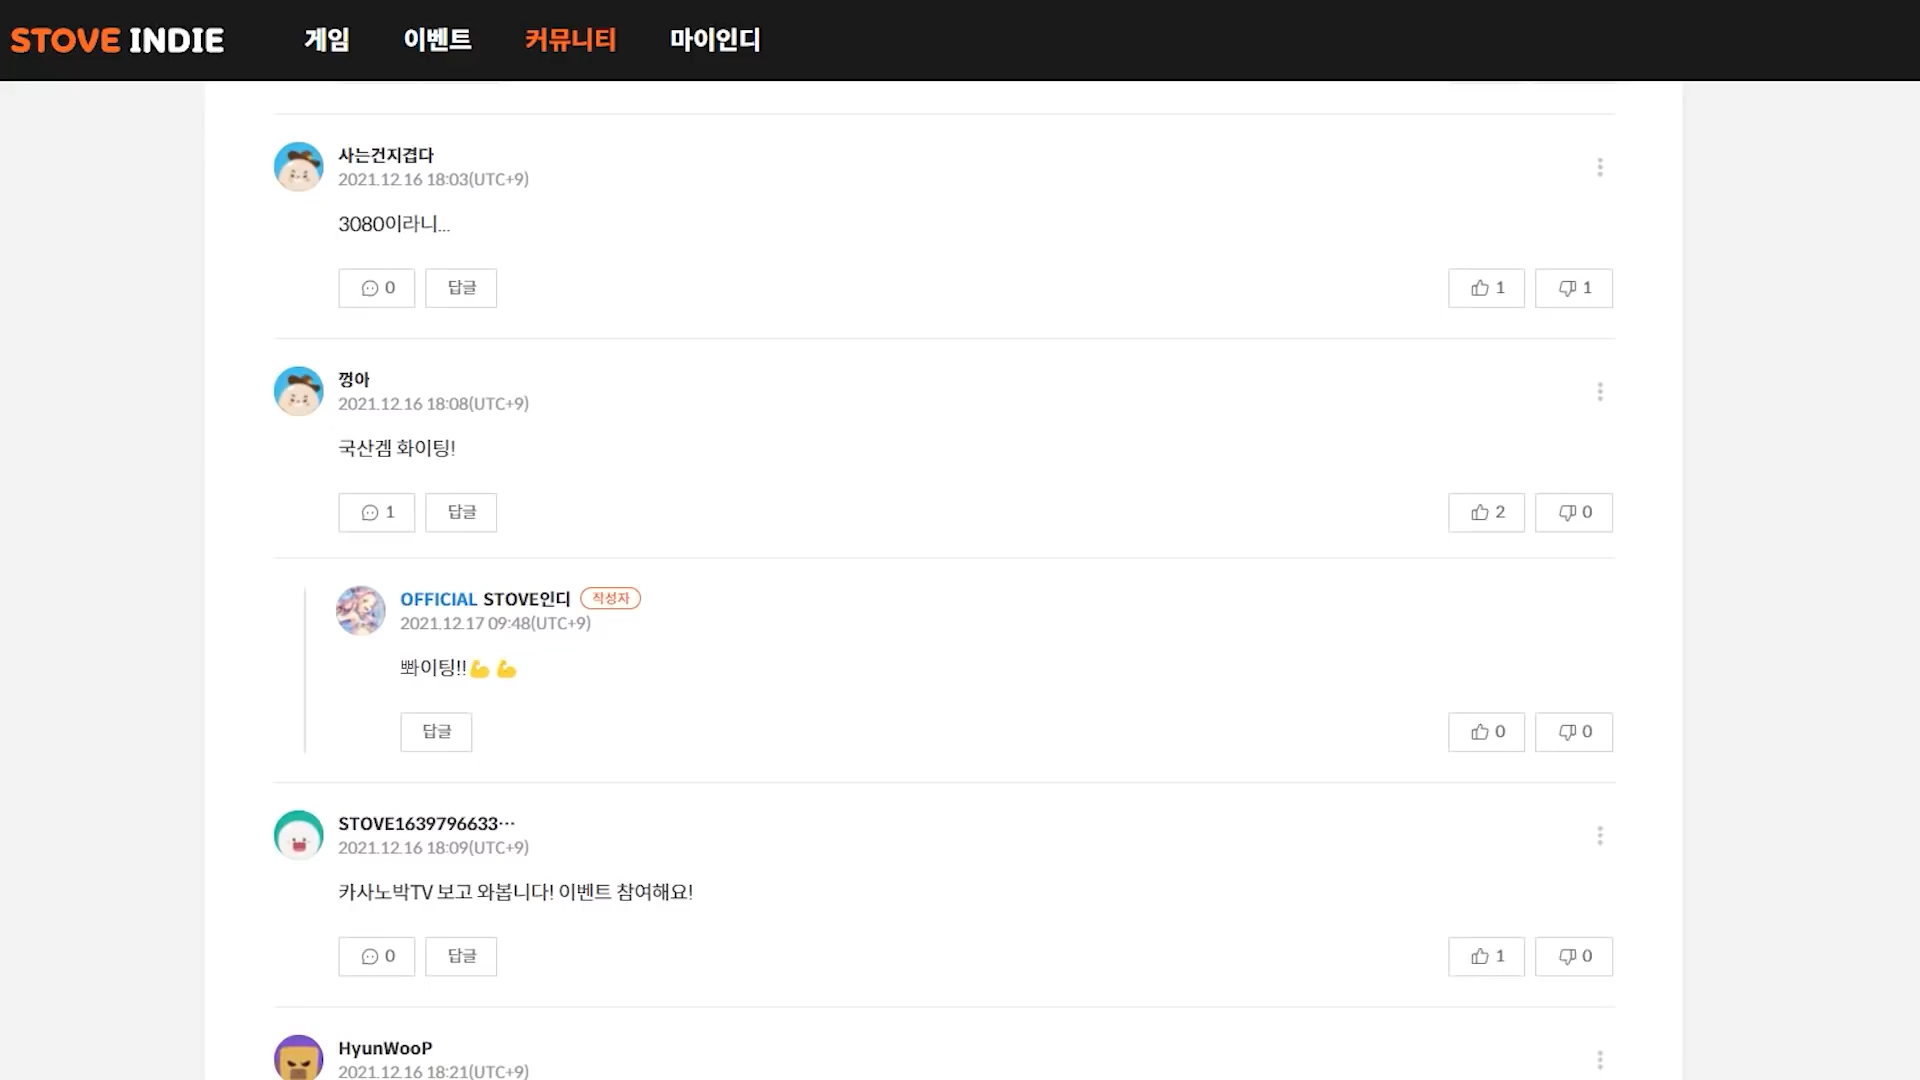 STOVE INDIE 게임 이벤트 커뮤니티 마이인디
사는건지겹다
2021.12.16 18:03(UTC+9)
3080이라니...
0 답글 1 1
껑아
2021.12.16 18:08(UTC+9)
국산겜 화이팅!
1 답글 2 0
OFFICIAL STOVE인디 작성자
2021.12.17 09:48(UTC+9)
뽜이팅!!💪 💪
답글 0 0
STOVE1639796633···
2021.12.16 18:09(UTC+9)
카사노박TV 보고 와봅니다! 이벤트 참여해요!
0 답글 1 0
HyunWooP
2021.12.16 18:21(UTC+9)